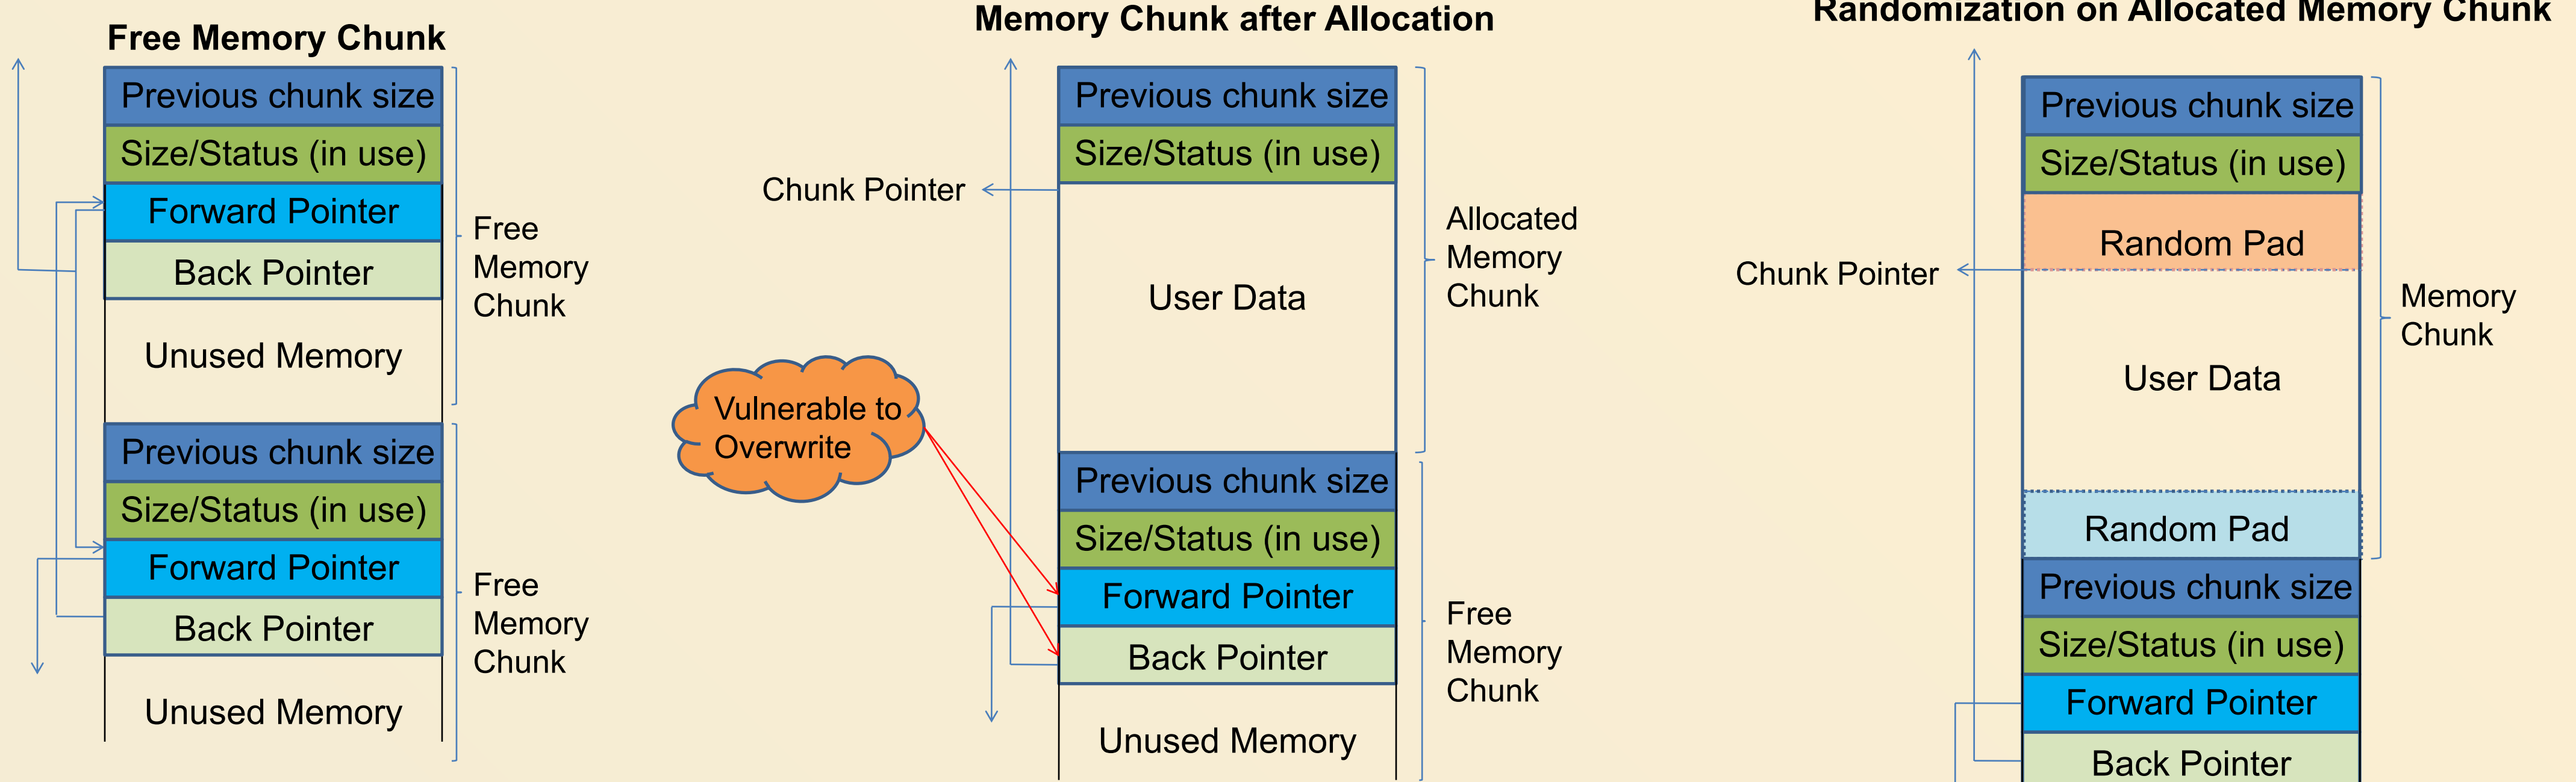 Free Memory Chunk
Previous chunk size
Size/Status (in use)
Forward Pointer
Back Pointer
Unused Memory
Free
Memory
Chunk
Previous chunk size
Size/Status (in use)
Forward Pointer
Back Pointer
Unused Memory
Free
Memory
Chunk
Memory Chunk after Allocation
Previous chunk size
Size/Status (in use)
Chunk Pointer
User Data
Allocated
Memory
Chunk
Vulnerable to
Overwrite
Previous chunk size
Size/Status (in use)
Forward Pointer
Back Pointer
Unused Memory
Free
Memory
Chunk
Randomization on Allocated Memory Chunk
Previous chunk size
Size/Status (in use)
Random Pad
Chunk Pointer
User Data
Memory
Chunk
Random Pad
Previous chunk size
Size/Status (in use)
Forward Pointer
Back Pointer